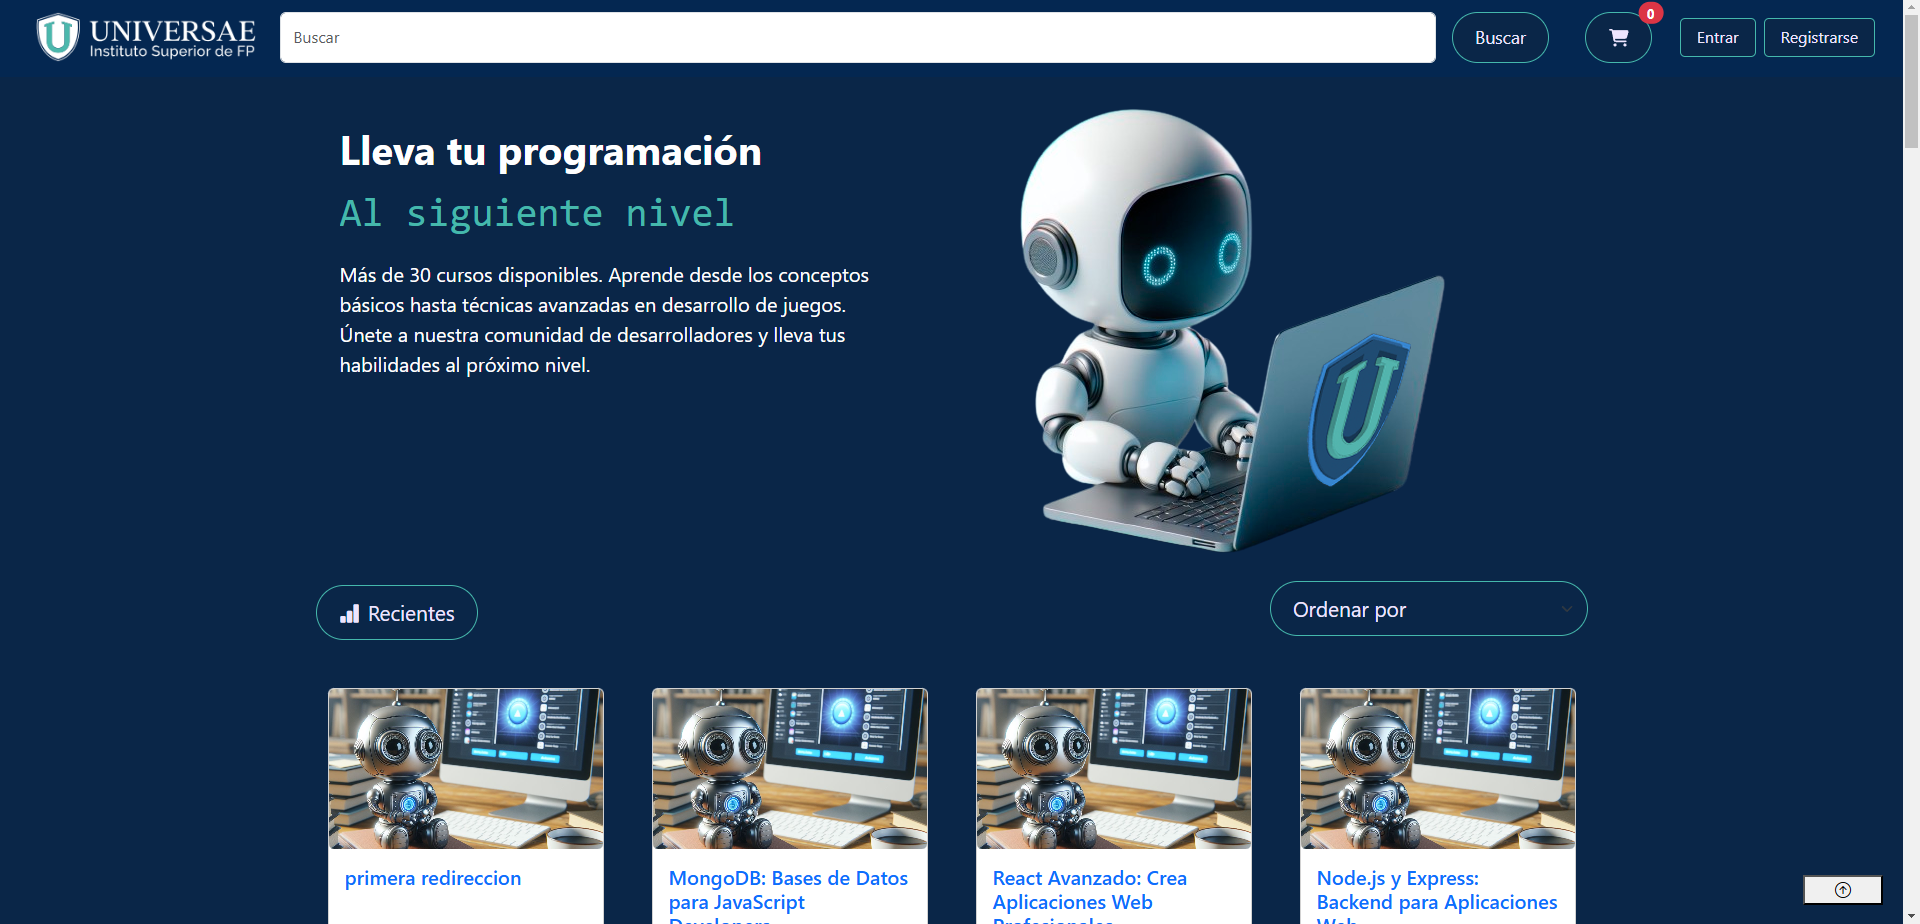 UNIVERSAE
Instituto Superior de FP
Buscar
Buscar
0
Entrar
Registrarse
Lleva tu programación
Al siguiente nivel
Más de 30 cursos disponibles. Aprende desde los conceptos
básicos hasta técnicas avanzadas en desarrollo de juegos.
Únete a nuestra comunidad de desarrolladores y lleva tus
habilidades al próximo nivel.
U
Recientes
Ordenar por
primera redireccion
MongoDB: Bases de Datos
para JavaScript
Developers
React Avanzado: Crea
Aplicaciones Web
Profesionales
Node.js y Express:
Backend para Aplicaciones
Web